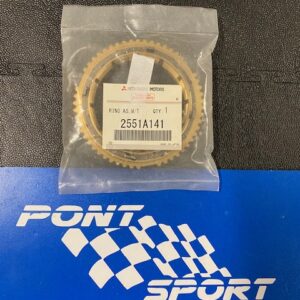 MITSUBISHI MOTORS
RING AS, M/T QTY. 1
2551A141
PONT
SPORT